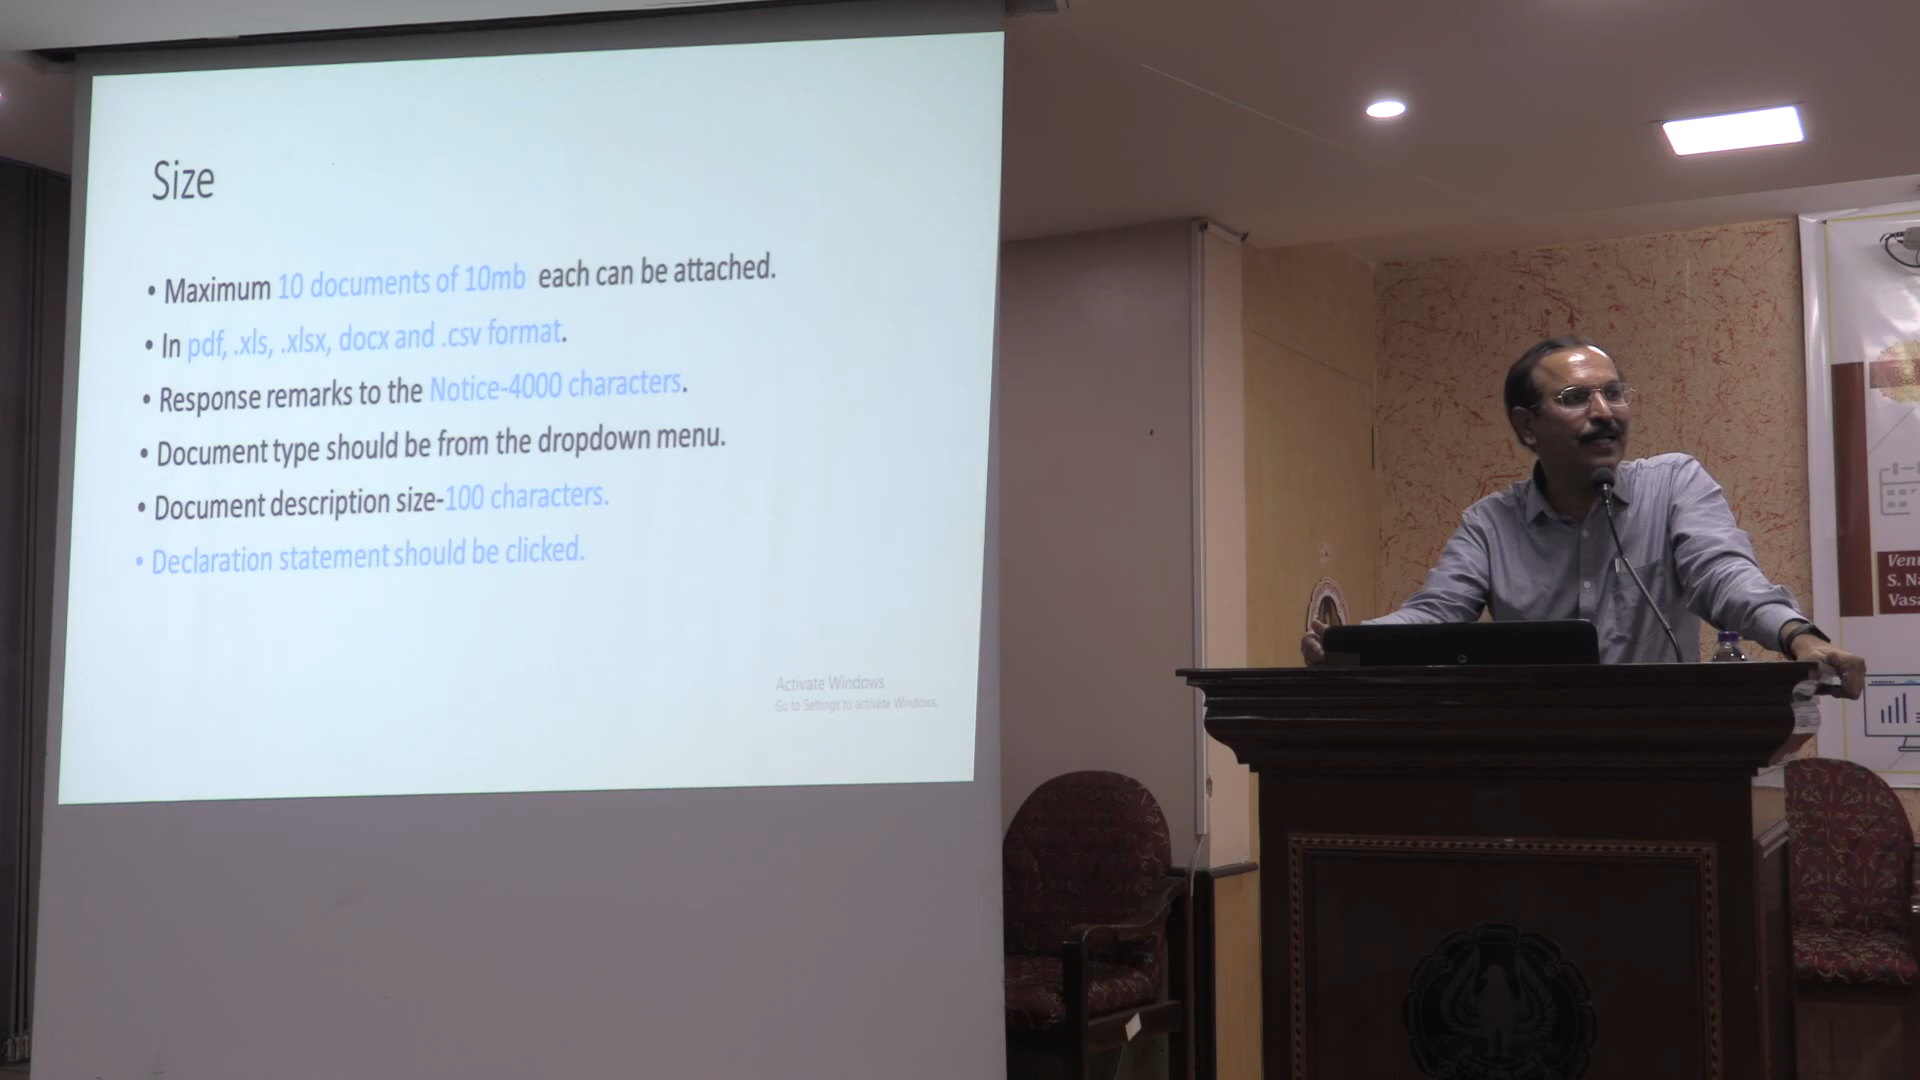 Size
• Maximum 10 documents of 10mb each can be attached.
• In pdf, .xls, .xlsx, docx and .csv format.
• Response remarks to the Notice-4000 characters.
• Document type should be from the dropdown menu.
• Document description size-100 characters.
• Declaration statement should be clicked.
Activate Windows
Go to Settings to activate Windows.
S. Na
Vasa